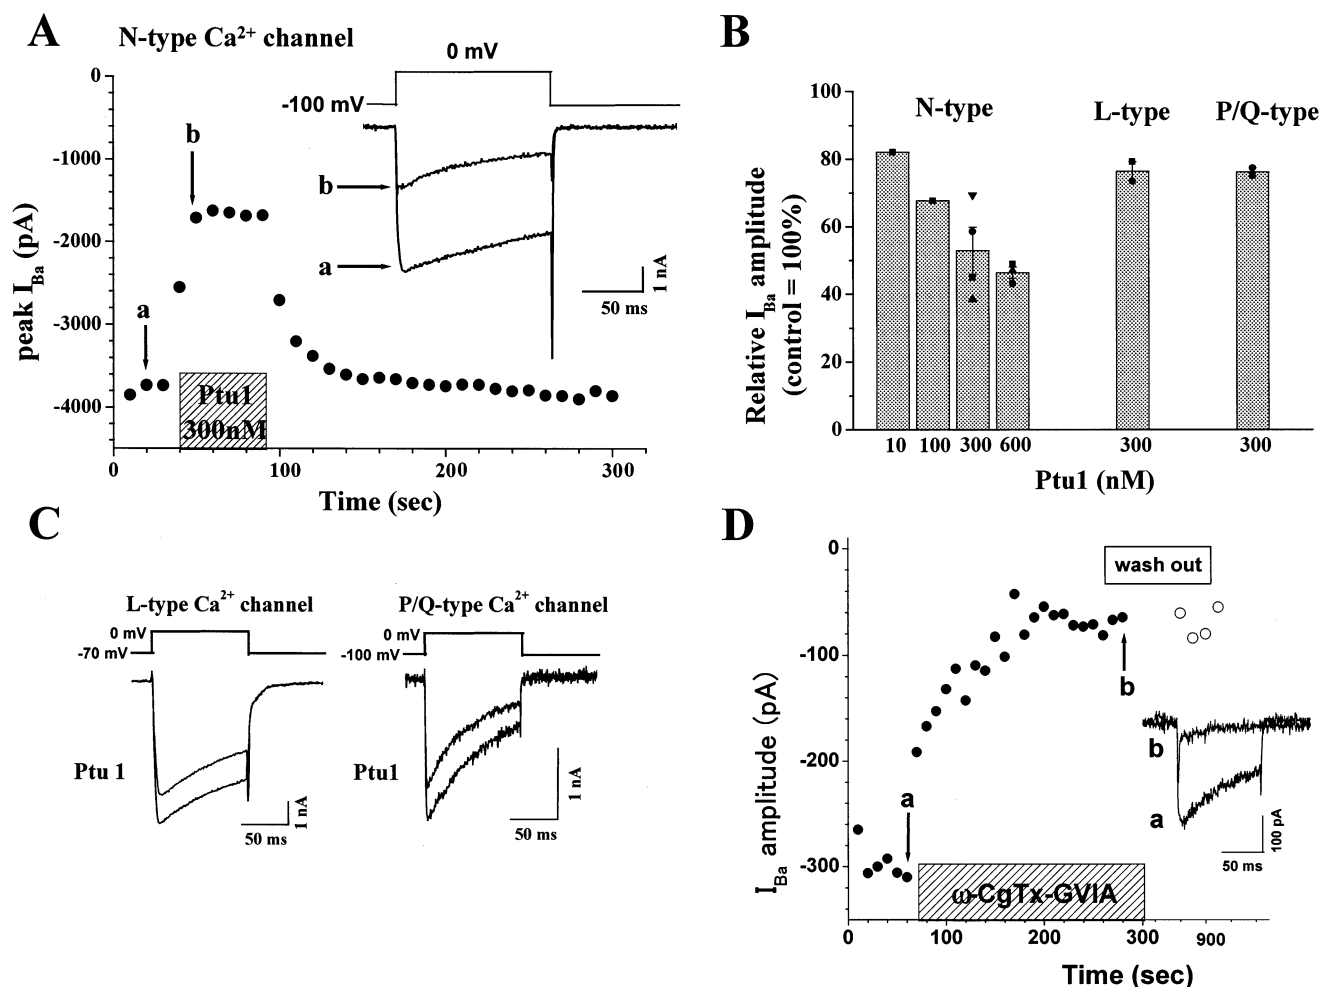 A
N-type Ca2+ channel
0 mV
-100 mV
0
-1000
-2000
-3000
-4000
peak IBa (pA)
b
a
b
a
1 nA
50 ms
Ptu1
300nM
0
100
200
300
Time (sec)
B
100
80
60
40
20
0
Relative IBa amplitude
(control = 100%)
N-type
L-type
P/Q-type
10 100 300 600 300 300
Ptu1 (nM)
C
L-type Ca2+ channel
0 mV
-70 mV
Ptu 1
1 nA
50 ms
P/Q-type Ca2+ channel
0 mV
-100 mV
Ptu1
1 nA
50 ms
D
0
-100
-200
-300
IBa amplitude (pA)
wash out
a
b
b
a
100 pA
50 ms
ω-CgTx-GVIA
0 100 200 300 900
Time (sec)